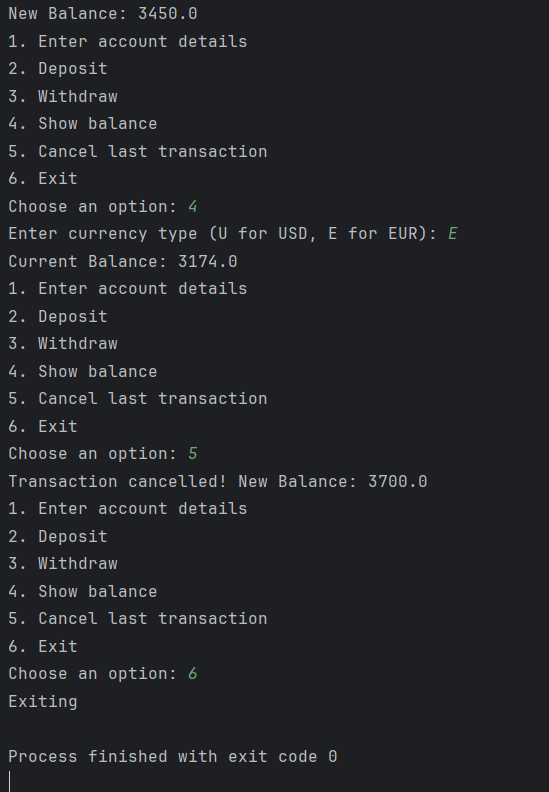 New Balance: 3450.0
1. Enter account details
2. Deposit
3. Withdraw
4. Show balance
5. Cancel last transaction
6. Exit
Choose an option: 4
Enter currency type (U for USD, E for EUR): E
Current Balance: 3174.0
1. Enter account details
2. Deposit
3. Withdraw
4. Show balance
5. Cancel last transaction
6. Exit
Choose an option: 5
Transaction cancelled! New Balance: 3700.0
1. Enter account details
2. Deposit
3. Withdraw
4. Show balance
5. Cancel last transaction
6. Exit
Choose an option: 6
Exiting
Process finished with exit code 0